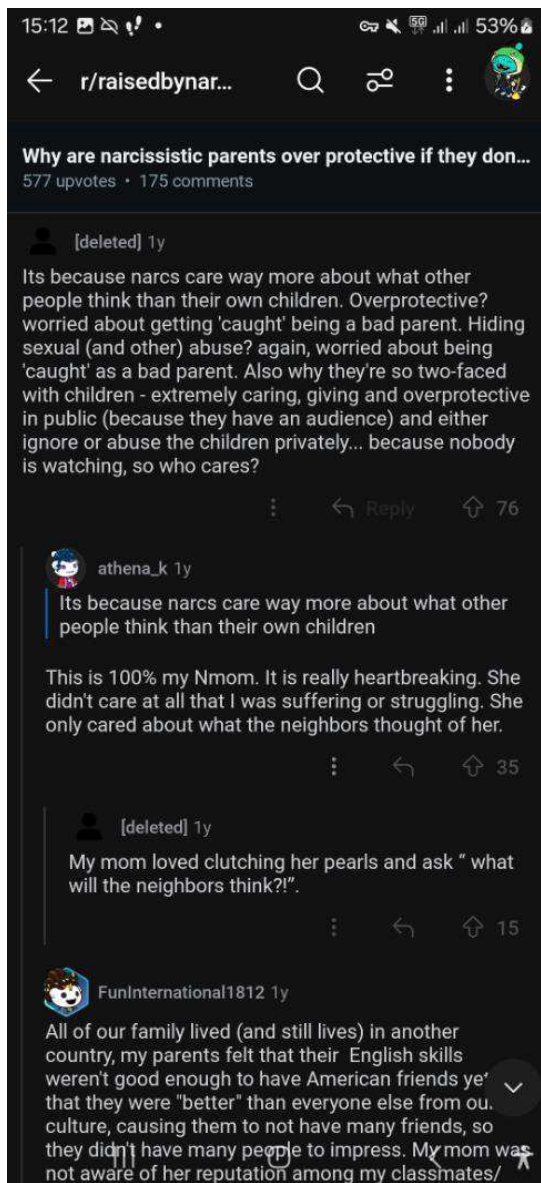 15:12
5G
53%
r/raisedbynar...
Why are narcissistic parents over protective if they don...
577 upvotes • 175 comments
[deleted] 1y
Its because narcs care way more about what other
people think than their own children. Overprotective?
worried about getting 'caught' being a bad parent. Hiding
sexual (and other) abuse? again, worried about being
'caught' as a bad parent. Also why they're so two-faced
with children - extremely caring, giving and overprotective
in public (because they have an audience) and either
ignore or abuse the children privately... because nobody
is watching, so who cares?
Reply 76
athena_k 1y
Its because narcs care way more about what other
people think than their own children
This is 100% my Nmom. It is really heartbreaking. She
didn't care at all that I was suffering or struggling. She
only cared about what the neighbors thought of her.
35
[deleted] 1y
My mom loved clutching her pearls and ask “ what
will the neighbors think?!”.
15
FunInternational1812 1y
All of our family lived (and still lives) in another
country, my parents felt that their English skills
weren't good enough to have American friends yet
that they were "better" than everyone else from our
culture, causing them to not have many friends, so
they didn't have many people to impress. My mom was
not aware of her reputation among my classmates/